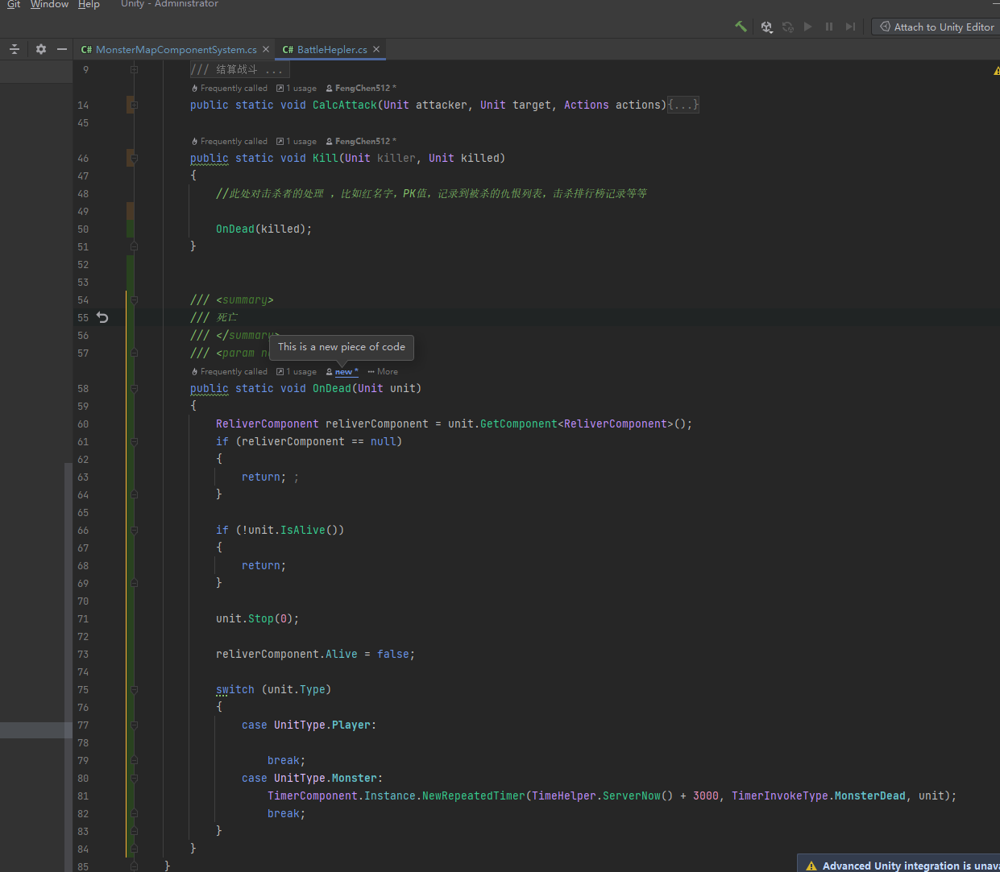 Git Window Help Unity - Administrator
Attach to Unity Editor
C# MonsterMapComponentSystem.cs × C# BattleHepler.cs ×
9 /// 结算战斗 ...
Frequently called 1 usage FengChen512 *
14 public static void CalcAttack(Unit attacker, Unit target, Actions actions){...}
45
Frequently called 1 usage FengChen512 *
46 public static void Kill(Unit killer, Unit killed)
47 {
48 //此处对击杀者的处理 ，比如红名字，PK值，记录到被杀的仇恨列表，击杀排行榜记录等等
49
50 OnDead(killed);
51 }
52
53
54 /// <summary>
55 /// 死亡
56 /// </summary>
This is a new piece of code
57 /// <param
Frequently called 1 usage new * More
58 public static void OnDead(Unit unit)
59 {
60 ReliverComponent reliverComponent = unit.GetComponent<ReliverComponent>();
61 if (reliverComponent == null)
62 {
63 return; ;
64 }
65
66 if (!unit.IsAlive())
67 {
68 return;
69 }
70
71 unit.Stop(0);
72
73 reliverComponent.Alive = false;
74
75 switch (unit.Type)
76 {
77 case UnitType.Player:
78
79 break;
80 case UnitType.Monster:
81 TimerComponent.Instance.NewRepeatedTimer(TimeHelper.ServerNow() + 3000, TimerInvokeType.MonsterDead, unit);
82 break;
83 }
84 }
85 }
Advanced Unity integration is